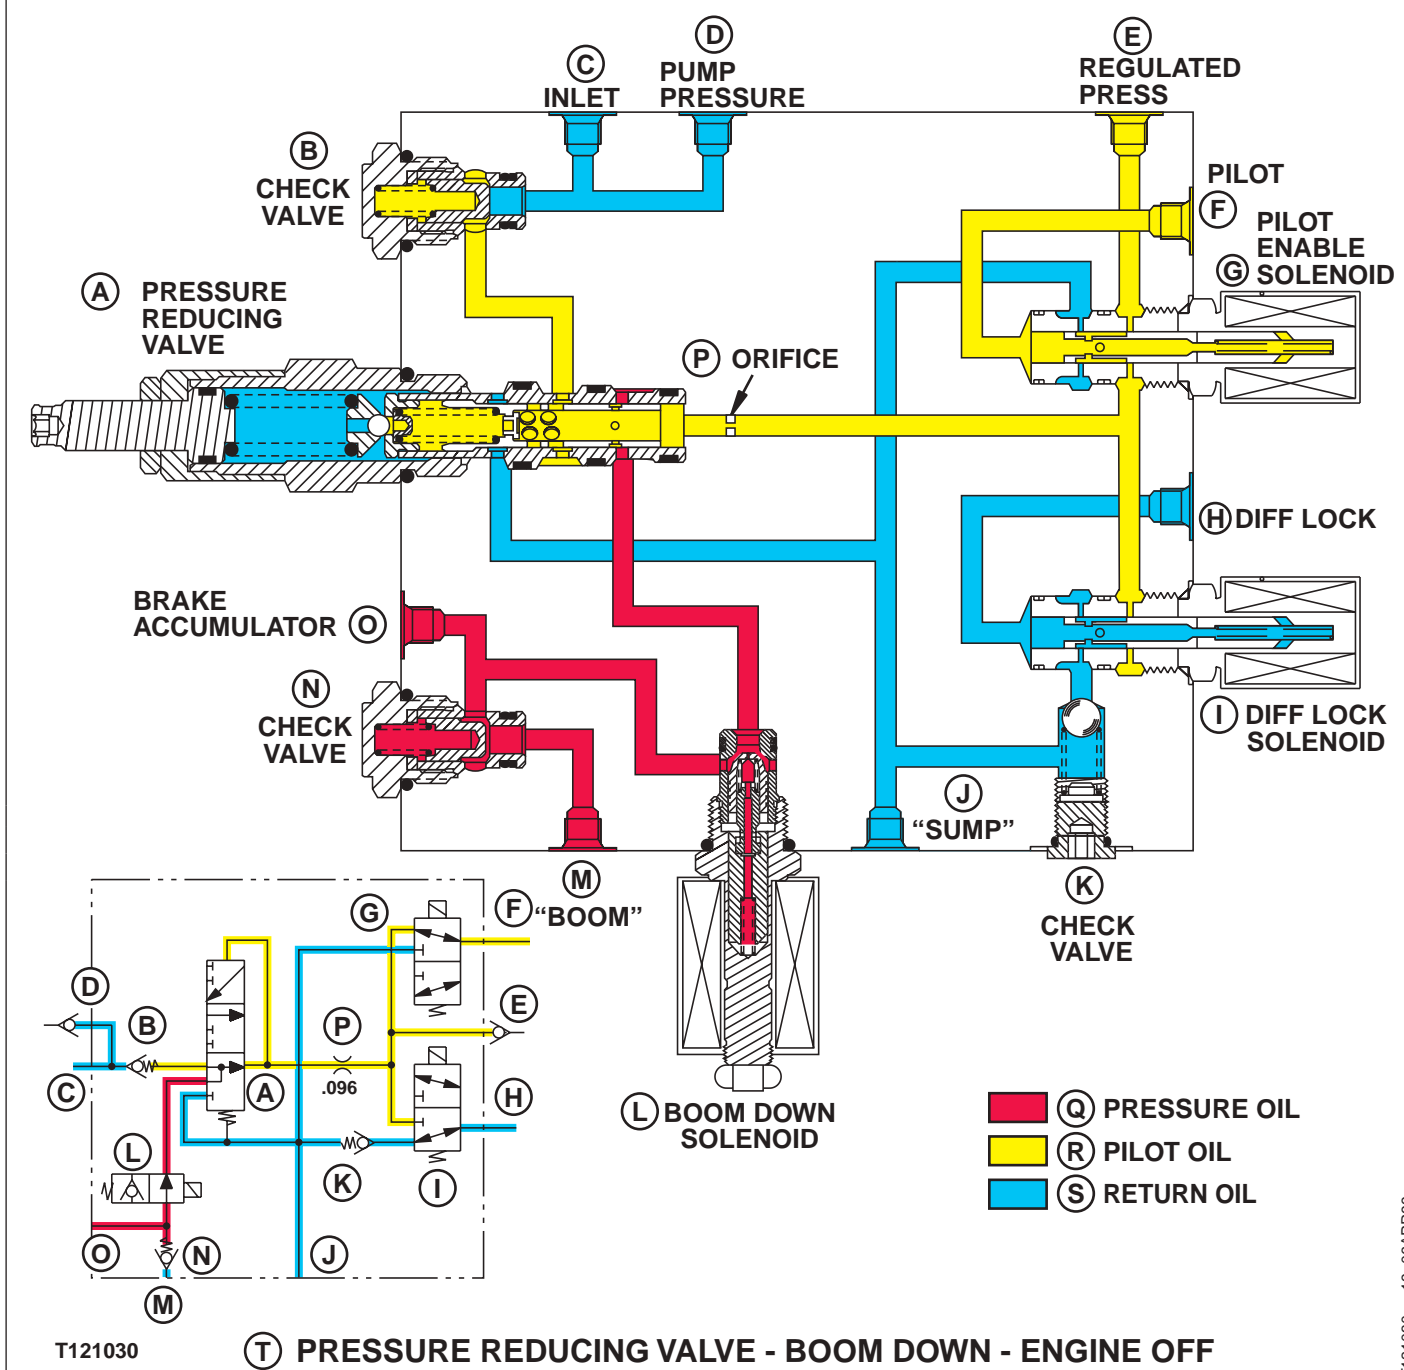 D
E
C
PUMP
PRESSURE
REGULATED
PRESS
INLET
B
CHECK
VALVE
PILOT
F
PILOT
ENABLE
G SOLENOID
A PRESSURE
REDUCING
VALVE
P ORIFICE
H DIFF LOCK
BRAKE
ACCUMULATOR O
N
CHECK
VALVE
I DIFF LOCK
SOLENOID
J
“SUMP”
M
“BOOM”
K
CHECK
VALVE
G
F
D
B
P
E
C
A
.096
H
L
K
I
O
N
J
M
L BOOM DOWN
SOLENOID
Q PRESSURE OIL
R PILOT OIL
S RETURN OIL
T121030
T PRESSURE REDUCING VALVE - BOOM DOWN - ENGINE OFF